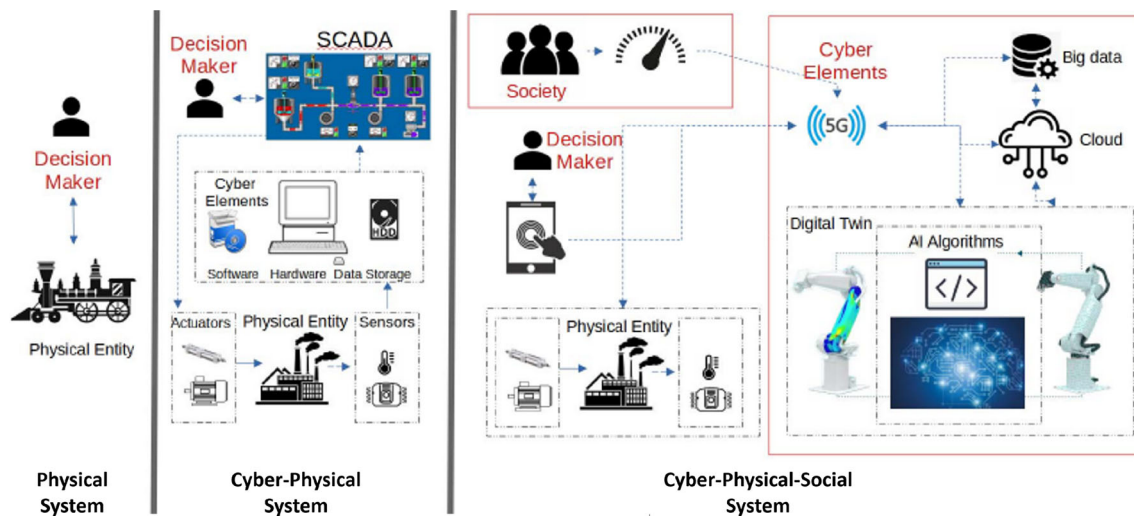 Decision
Maker
Physical Entity
Physical
System
SCADA
Decision
Maker
Cyber
Elements
HDD
Software Hardware Data Storage
Actuators
Physical Entity
Sensors
Cyber-Physical
System
Society
Decision
Maker
Cyber
Elements
5G
Big data
Cloud
Digital Twin
AI Algorithms
</>
Physical Entity
Cyber-Physical-Social
System